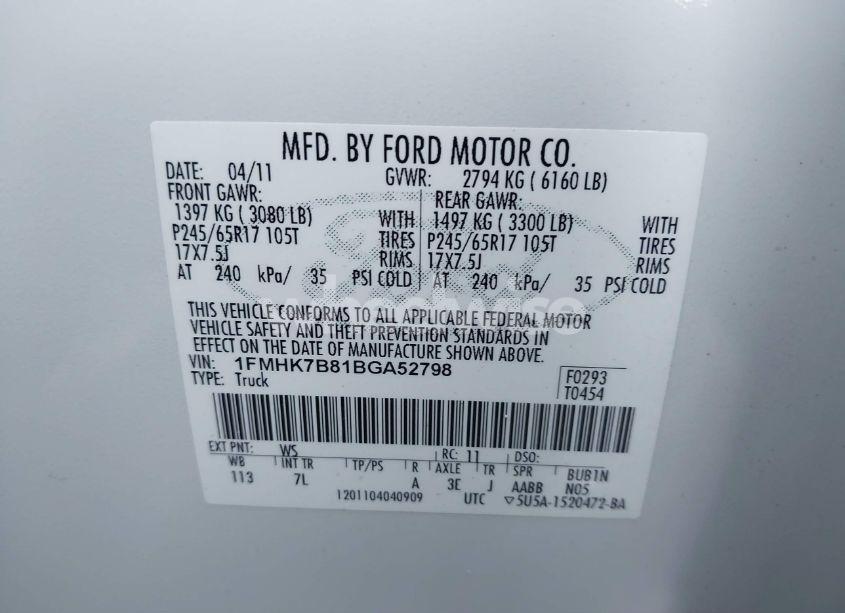 MFD. BY FORD MOTOR CO.
DATE: 04/11 GVWR: 2794 KG ( 6160 LB)
FRONT GAWR: REAR GAWR:
1397 KG ( 3080 LB) WITH 1497 KG ( 3300 LB) WITH
P245/65R17 105T TIRES P245/65R17 105T TIRES
17X7.5J RIMS 17X7.5J RIMS
AT 240 kPa/ 35 PSI COLD AT 240 kPa/ 35 PSI COLD
THIS VEHICLE CONFORMS TO ALL APPLICABLE FEDERAL MOTOR
VEHICLE SAFETY AND THEFT PREVENTION STANDARDS IN
EFFECT ON THE DATE OF MANUFACTURE SHOWN ABOVE.
VIN: 1FMHK7B81BGA52798 F0293
TYPE: Truck T0454
EXT PNT: WS RC: 11 DSO:
WB INT TR TP/PS R AXLE TR SPR BUB1N
113 7L A 3E J AABB N05
1201104040909 UTC ▽5U5A-1520472-BA